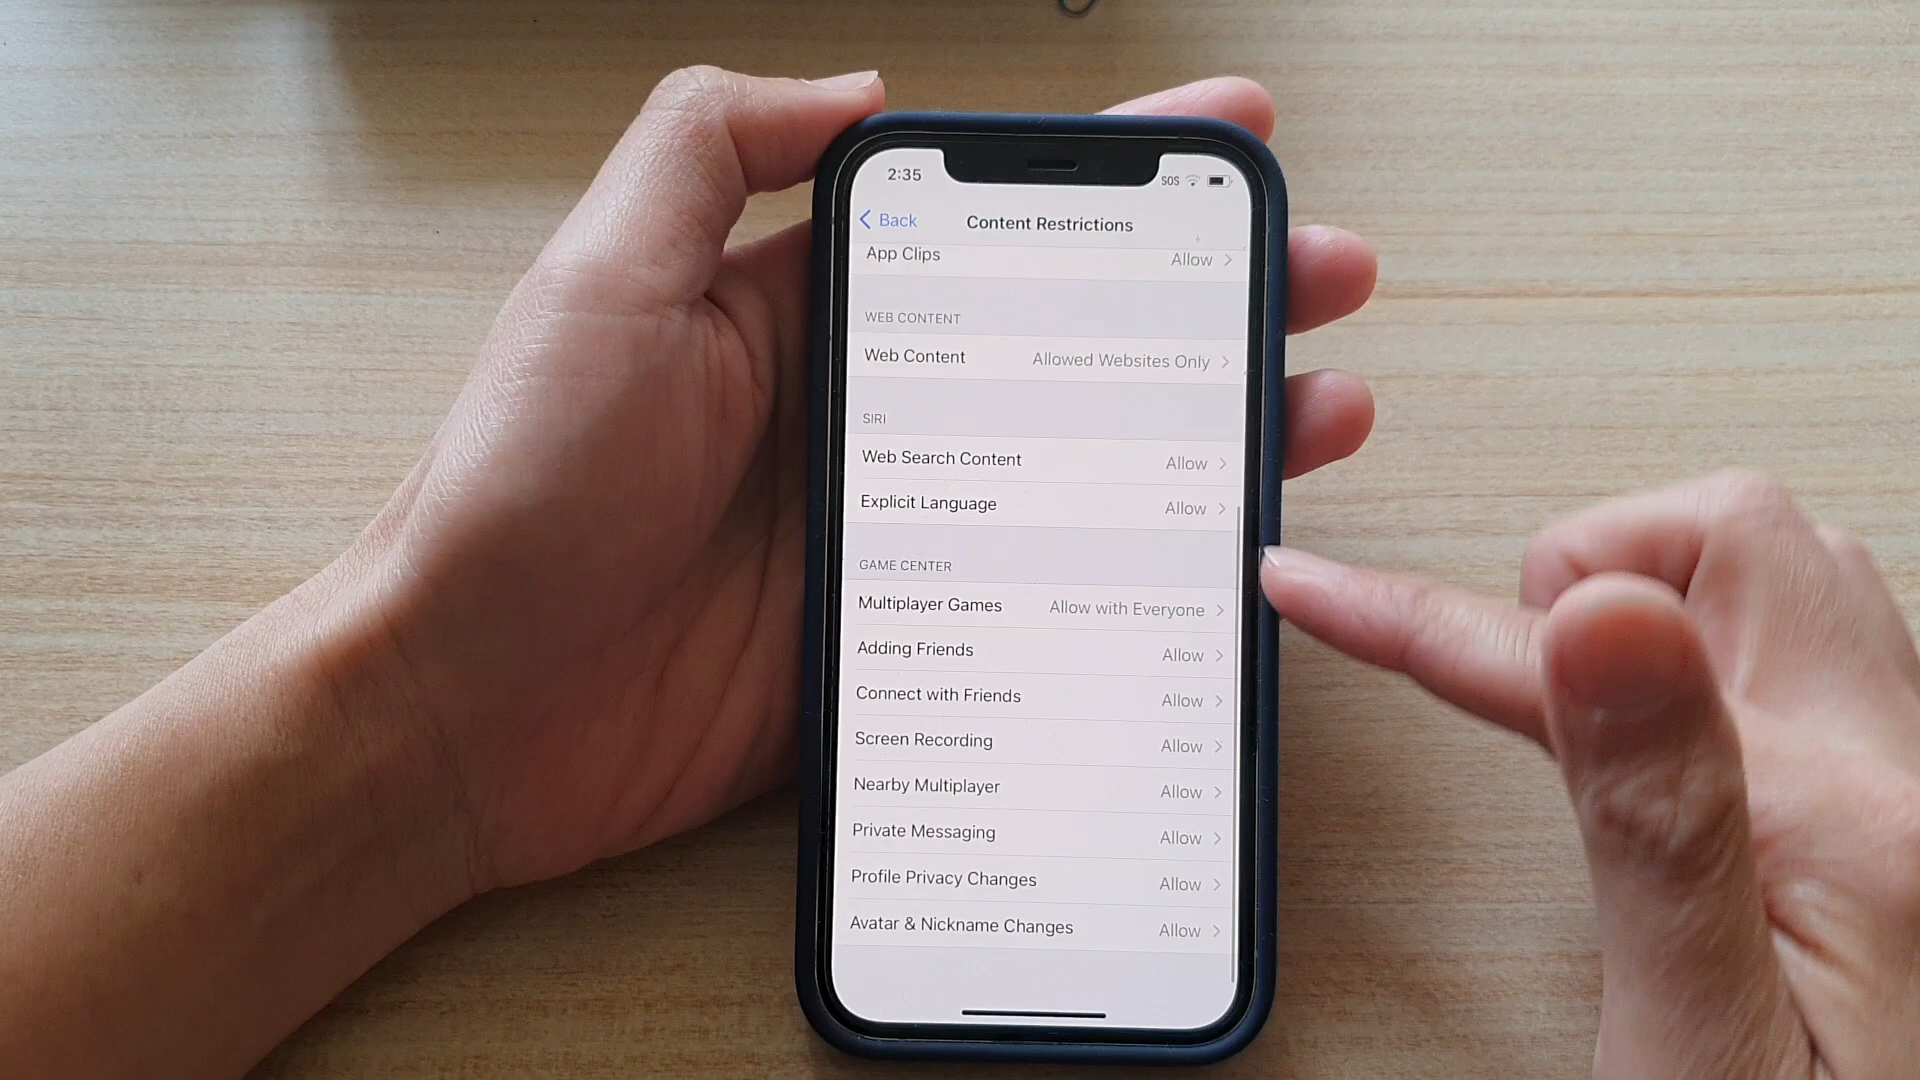 2:35 SOS
Back Content Restrictions
App Clips Allow
WEB CONTENT
Web Content Allowed Websites Only
SIRI
Web Search Content Allow
Explicit Language Allow
GAME CENTER
Multiplayer Games Allow with Everyone
Adding Friends Allow
Connect with Friends Allow
Screen Recording Allow
Nearby Multiplayer Allow
Private Messaging Allow
Profile Privacy Changes Allow
Avatar & Nickname Changes Allow